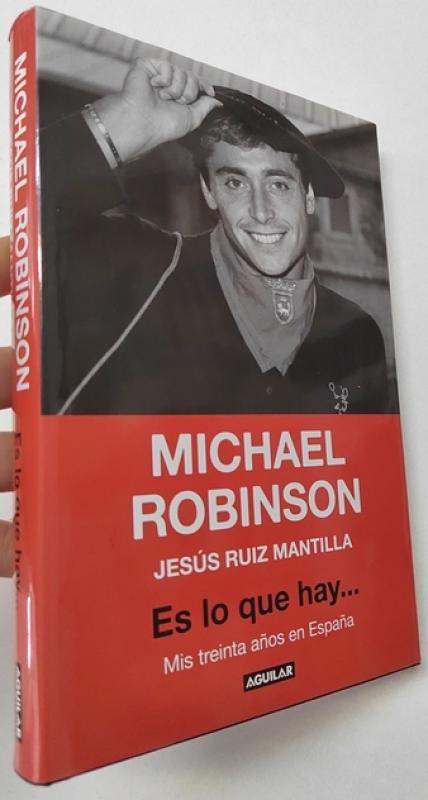 MICHAEL ROBINSON
Es lo que hay...
AGUILAR
MICHAEL
ROBINSON
JESÚS RUIZ MANTILLA
Es lo que hay...
Mis treinta años en España
AGUILAR